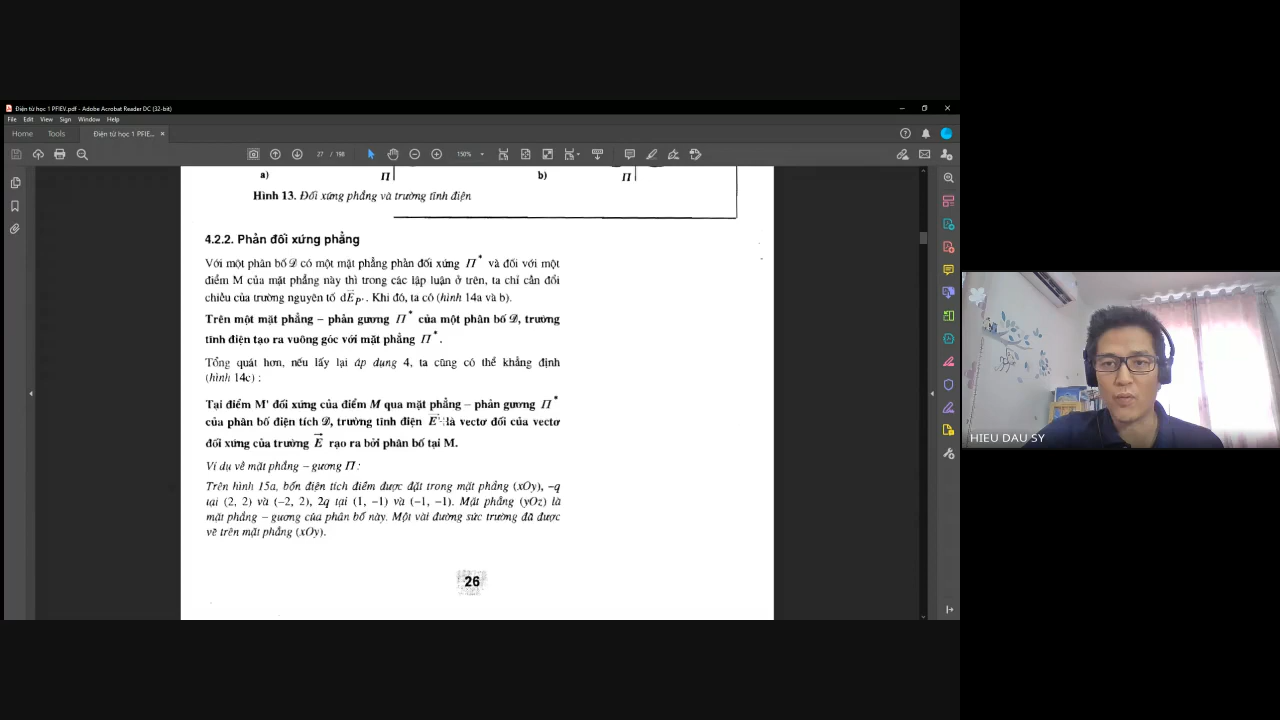 Điện từ học 1 PFIEV.pdf - Adobe Acrobat Reader DC (32-bit)
File Edit View Sign Window Help
Home Tools Điện từ học 1 PFIE... ×
27 / 198 150%
a) Π b) Π
Hình 13. Đối xứng phẳng và trường tĩnh điện
4.2.2. Phản đối xứng phẳng
Với một phân bố 𝒟 có một mặt phẳng phản đối xứng Π* và đối với một
điểm M của mặt phẳng này thì trong các lập luận ở trên, ta chỉ cần đổi
chiều của trường nguyên tố dE⃗P'. Khi đó, ta có (hình 14a và b).
Trên một mặt phẳng – phản gương Π* của một phân bố 𝒟, trường
tĩnh điện tạo ra vuông góc với mặt phẳng Π*.
Tổng quát hơn, nếu lấy lại áp dụng 4, ta cũng có thể khẳng định
(hình 14c) :
Tại điểm M' đối xứng của điểm M qua mặt phẳng – phản gương Π*
của phân bố điện tích 𝒟, trường tĩnh điện E⃗' là vectơ đối của vectơ
đối xứng của trường E⃗ rạo ra bởi phân bố tại M.
Ví dụ về mặt phẳng – gương Π :
Trên hình 15a, bốn điện tích điểm được đặt trong mặt phẳng (xOy), –q
tại (2, 2) và (–2, 2), 2q tại (1, –1) và (–1, –1). Mặt phẳng (yOz) là
mặt phẳng – gương của phân bố này. Một vài đường sức trường đã được
vẽ trên mặt phẳng (xOy).
26
HIEU DAU SY